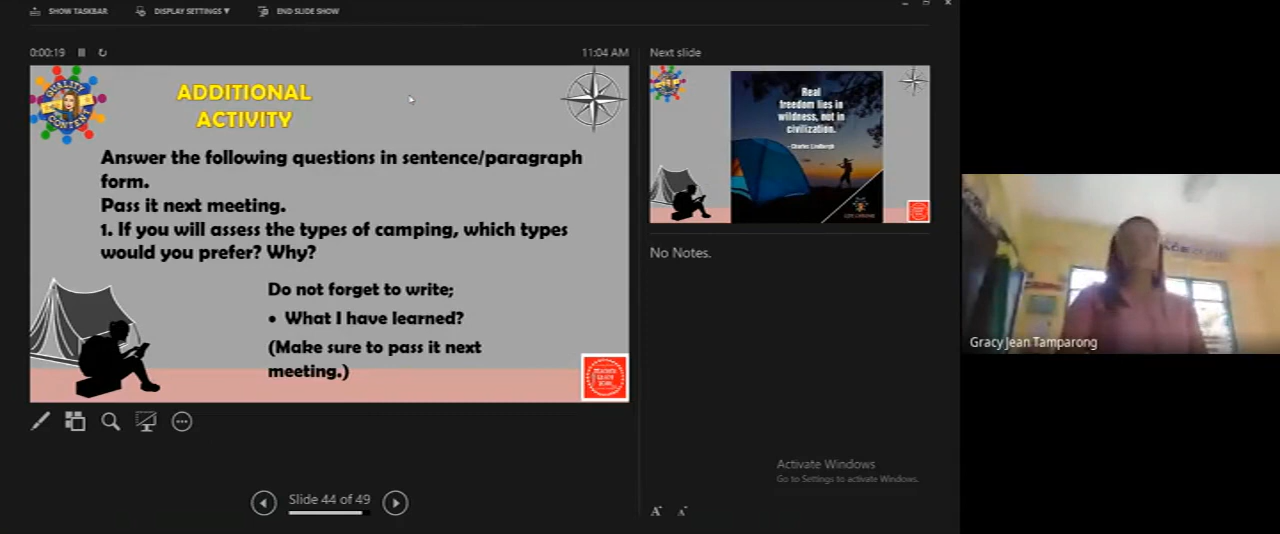 SHOW TASKBAR
DISPLAY SETTINGS ▼
END SLIDE SHOW
0:00:19
11:04 AM
Next slide
QUALITY
CONTENT
ADDITIONAL
ACTIVITY
Answer the following questions in sentence/paragraph
form.
Pass it next meeting.
1. If you will assess the types of camping, which types
would you prefer? Why?
Do not forget to write;
• What I have learned?
(Make sure to pass it next
meeting.)
Real
freedom lies in
wildness, not in
civilization.
- Charles Lindbergh
No Notes.
Gracy Jean Tamparong
Activate Windows
Go to Settings to activate Windows.
Slide 44 of 49